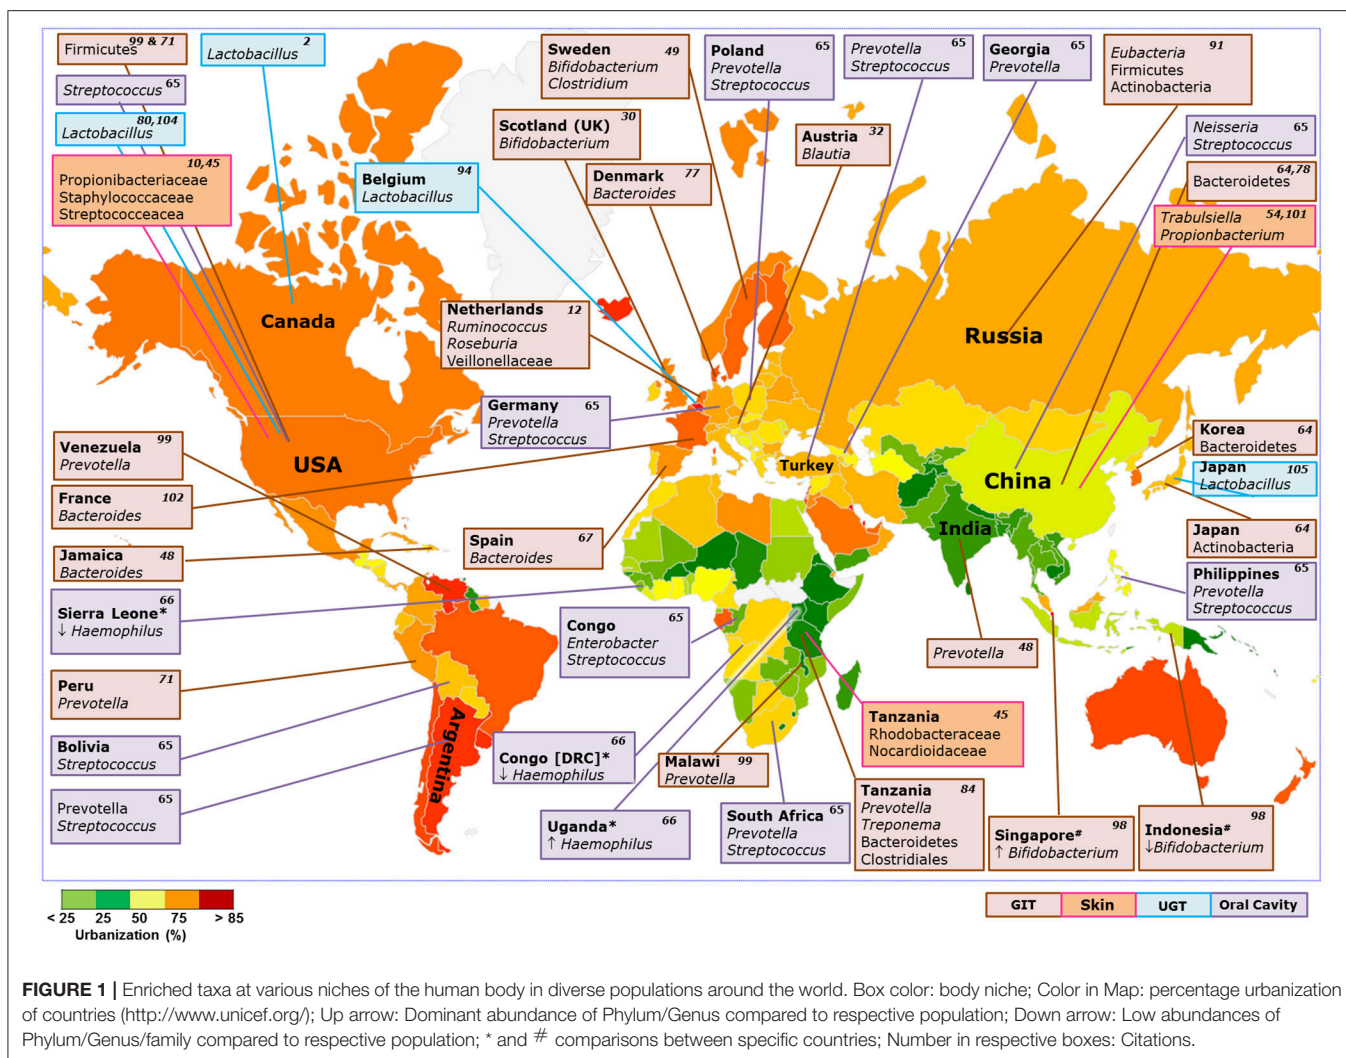 Firmicutes 99 & 71
Streptococcus 65
Lactobacillus 80,104
Propionibacteriaceae 10,45
Staphylococcaceae
Streptococceacea
Lactobacillus 2
Sweden 49
Bifidobacterium
Clostridium
Scotland (UK) 30
Bifidobacterium
Belgium 94
Lactobacillus
Denmark 77
Bacteroides
Poland 65
Prevotella
Streptococcus
Austria 32
Blautia
Prevotella 65
Streptococcus
Georgia 65
Prevotella
Eubacteria 91
Firmicutes
Actinobacteria
Neisseria 65
Streptococcus
64,78
Bacteroidetes
Trabulsiella 54,101
Propionbacterium
Canada
Netherlands 12
Ruminococcus
Roseburia
Veillonellaceae
Russia
Germany 65
Prevotella
Streptococcus
USA
Turkey
China
India
Korea 64
Bacteroidetes
Japan 105
Lactobacillus
Japan 64
Actinobacteria
Philippines 65
Prevotella
Streptococcus
Venezuela 99
Prevotella
France 102
Bacteroides
Jamaica 48
Bacteroides
Spain 67
Bacteroides
Sierra Leone* 66
↓ Haemophilus
Congo 65
Enterobacter
Streptococcus
Prevotella 48
Peru 71
Prevotella
Bolivia 65
Streptococcus
Prevotella 65
Streptococcus
Argentina
Congo [DRC]* 66
↓ Haemophilus
Uganda* 66
↑ Haemophilus
Malawi 99
Prevotella
South Africa 65
Prevotella
Streptococcus
Tanzania 45
Rhodobacteraceae
Nocardioidaceae
Tanzania 84
Prevotella
Treponema
Bacteroidetes
Clostridiales
Singapore# 98
↑ Bifidobacterium
Indonesia# 98
↓Bifidobacterium
< 25 25 50 75 > 85
Urbanization (%)
GIT Skin UGT Oral Cavity
FIGURE 1 | Enriched taxa at various niches of the human body in diverse populations around the world. Box color: body niche; Color in Map: percentage urbanization
of countries (http://www.unicef.org/); Up arrow: Dominant abundance of Phylum/Genus compared to respective population; Down arrow: Low abundances of
Phylum/Genus/family compared to respective population; * and # comparisons between specific countries; Number in respective boxes: Citations.